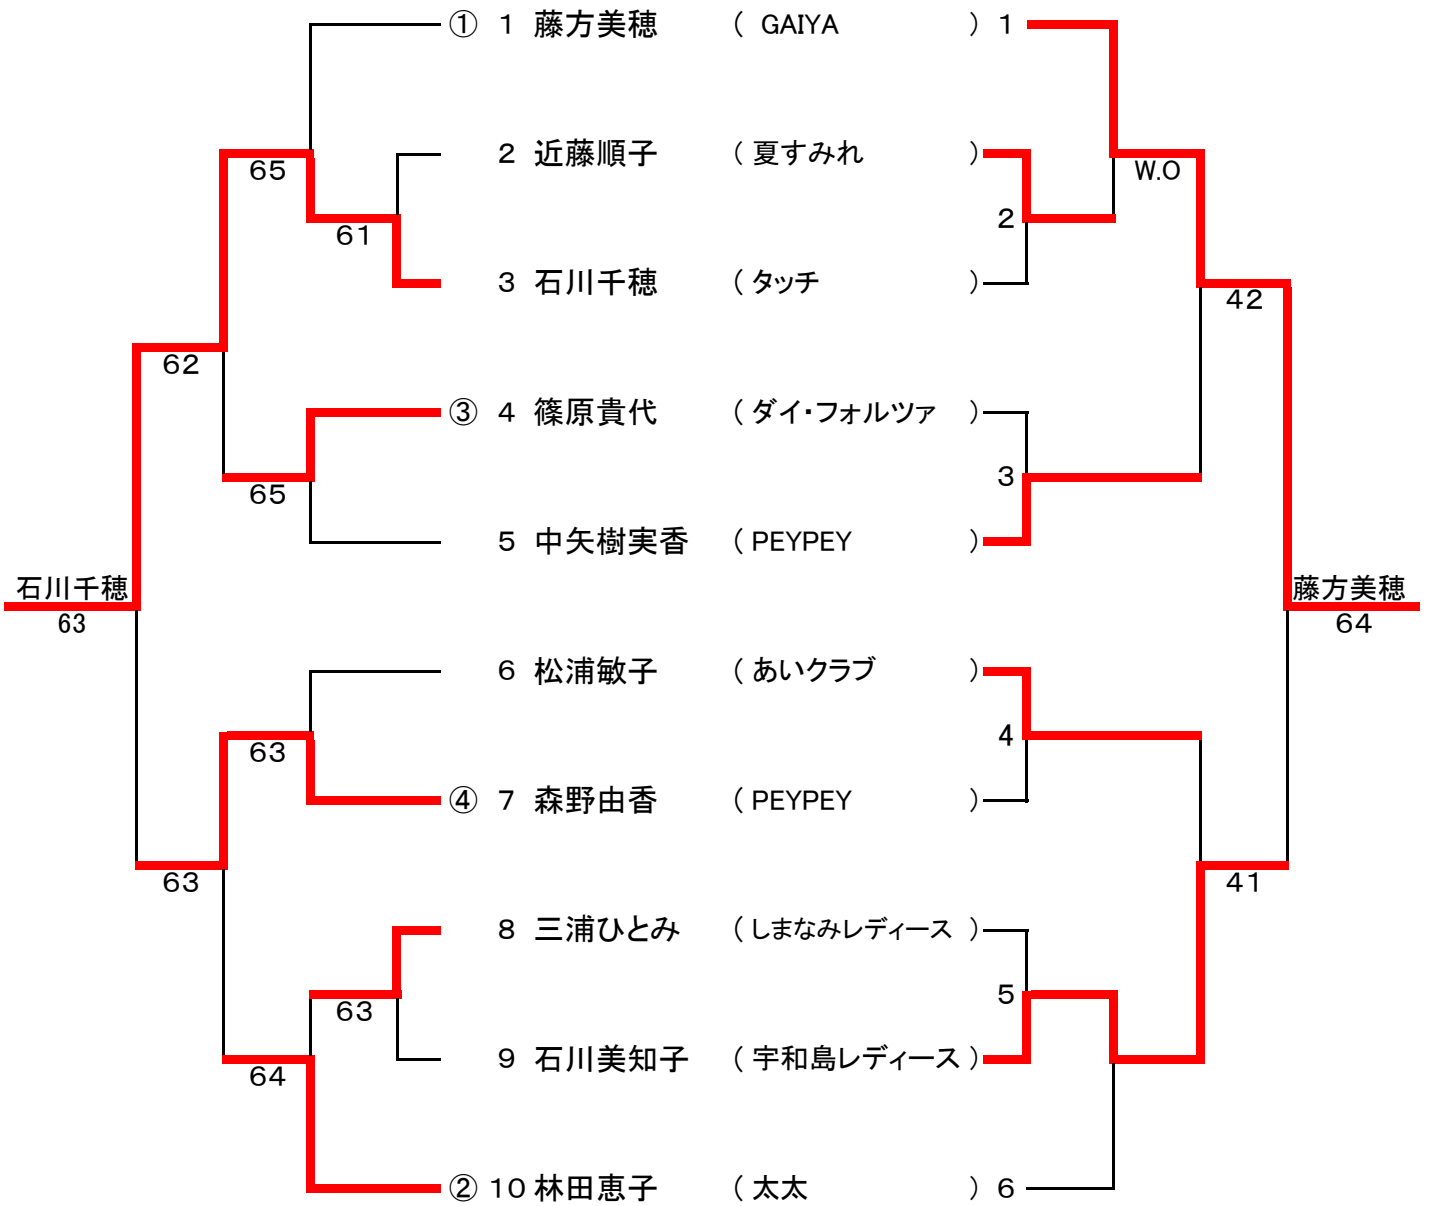 ① 1 藤方美穂 ( GAIYA ) 1
65 2 近藤順子 ( 夏すみれ ) W.O
61 2
3 石川千穂 ( タッチ ) 42
62
③ 4 篠原貴代 ( ダイ・フォルツァ )
65 3
5 中矢樹実香 ( PEYPEY )
石川千穂 藤方美穂
63 64
6 松浦敏子 ( あいクラブ )
63 4
④ 7 森野由香 ( PEYPEY )
63 41
8 三浦ひとみ ( しまなみレディース )
63 5
9 石川美知子 ( 宇和島レディース )
64
② 10 林田恵子 ( 太太 ) 6